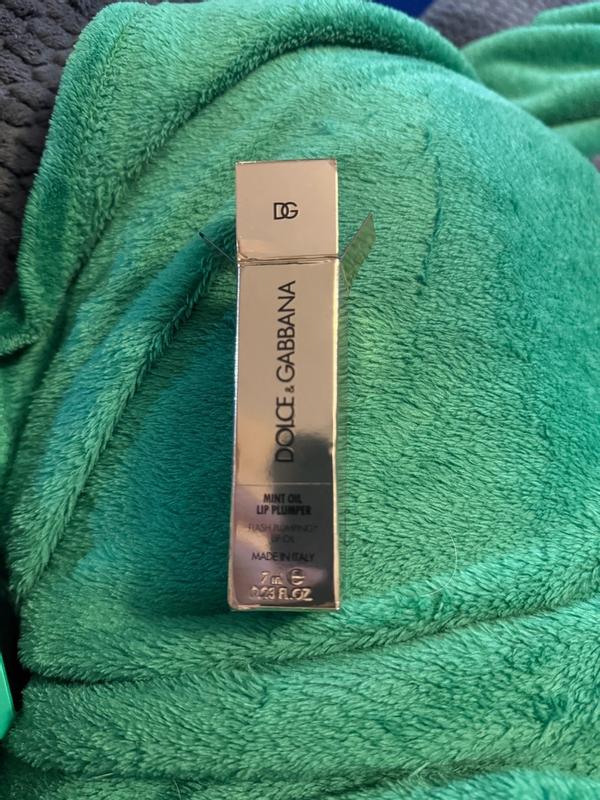 DG
DOLCE & GABBANA
MINT OIL
LIP PLUMPER
FLASH PLUMPING*
LIP OIL
MADE IN ITALY
7 ml ℮
0.23 FL.OZ